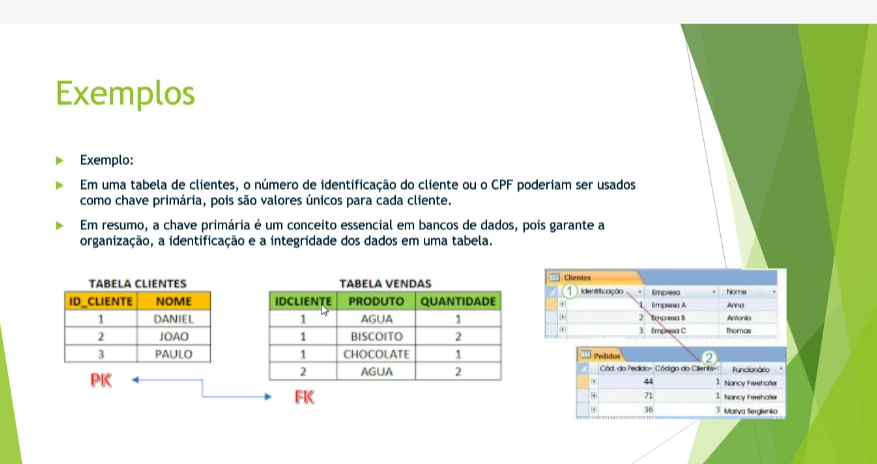 Exemplos
Exemplo:
Em uma tabela de clientes, o número de identificação do cliente ou o CPF poderiam ser usados
como chave primária, pois são valores únicos para cada cliente.
Em resumo, a chave primária é um conceito essencial em bancos de dados, pois garante a
organização, a identificação e a integridade dos dados em uma tabela.
TABELA CLIENTES
ID_CLIENTE NOME
1 DANIEL
2 JOAO
3 PAULO
PK
TABELA VENDAS
IDCLIENTE PRODUTO QUANTIDADE
1 AGUA 1
1 BISCOITO 2
1 CHOCOLATE 1
2 AGUA 2
FK
Clientes
1 Identificação Empresa Nome
1 Empresa A Anna
2 Empresa B Antonio
3 Empresa C Thomas
Pedidos
2
Cód. do Pedido Código do Cliente Funcionário
44 1 Nancy Freehafer
71 1 Nancy Freehafer
36 3 Mariya Sergienko